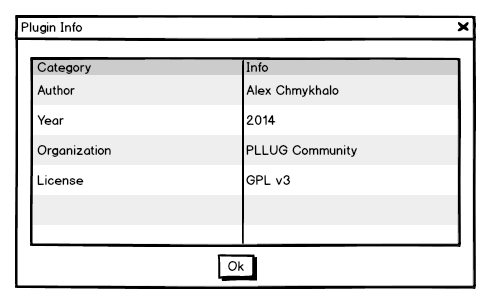 Plugin Info
Category Info
Author Alex Chmykhalo
Year 2014
Organization PLLUG Community
License GPL v3
Ok